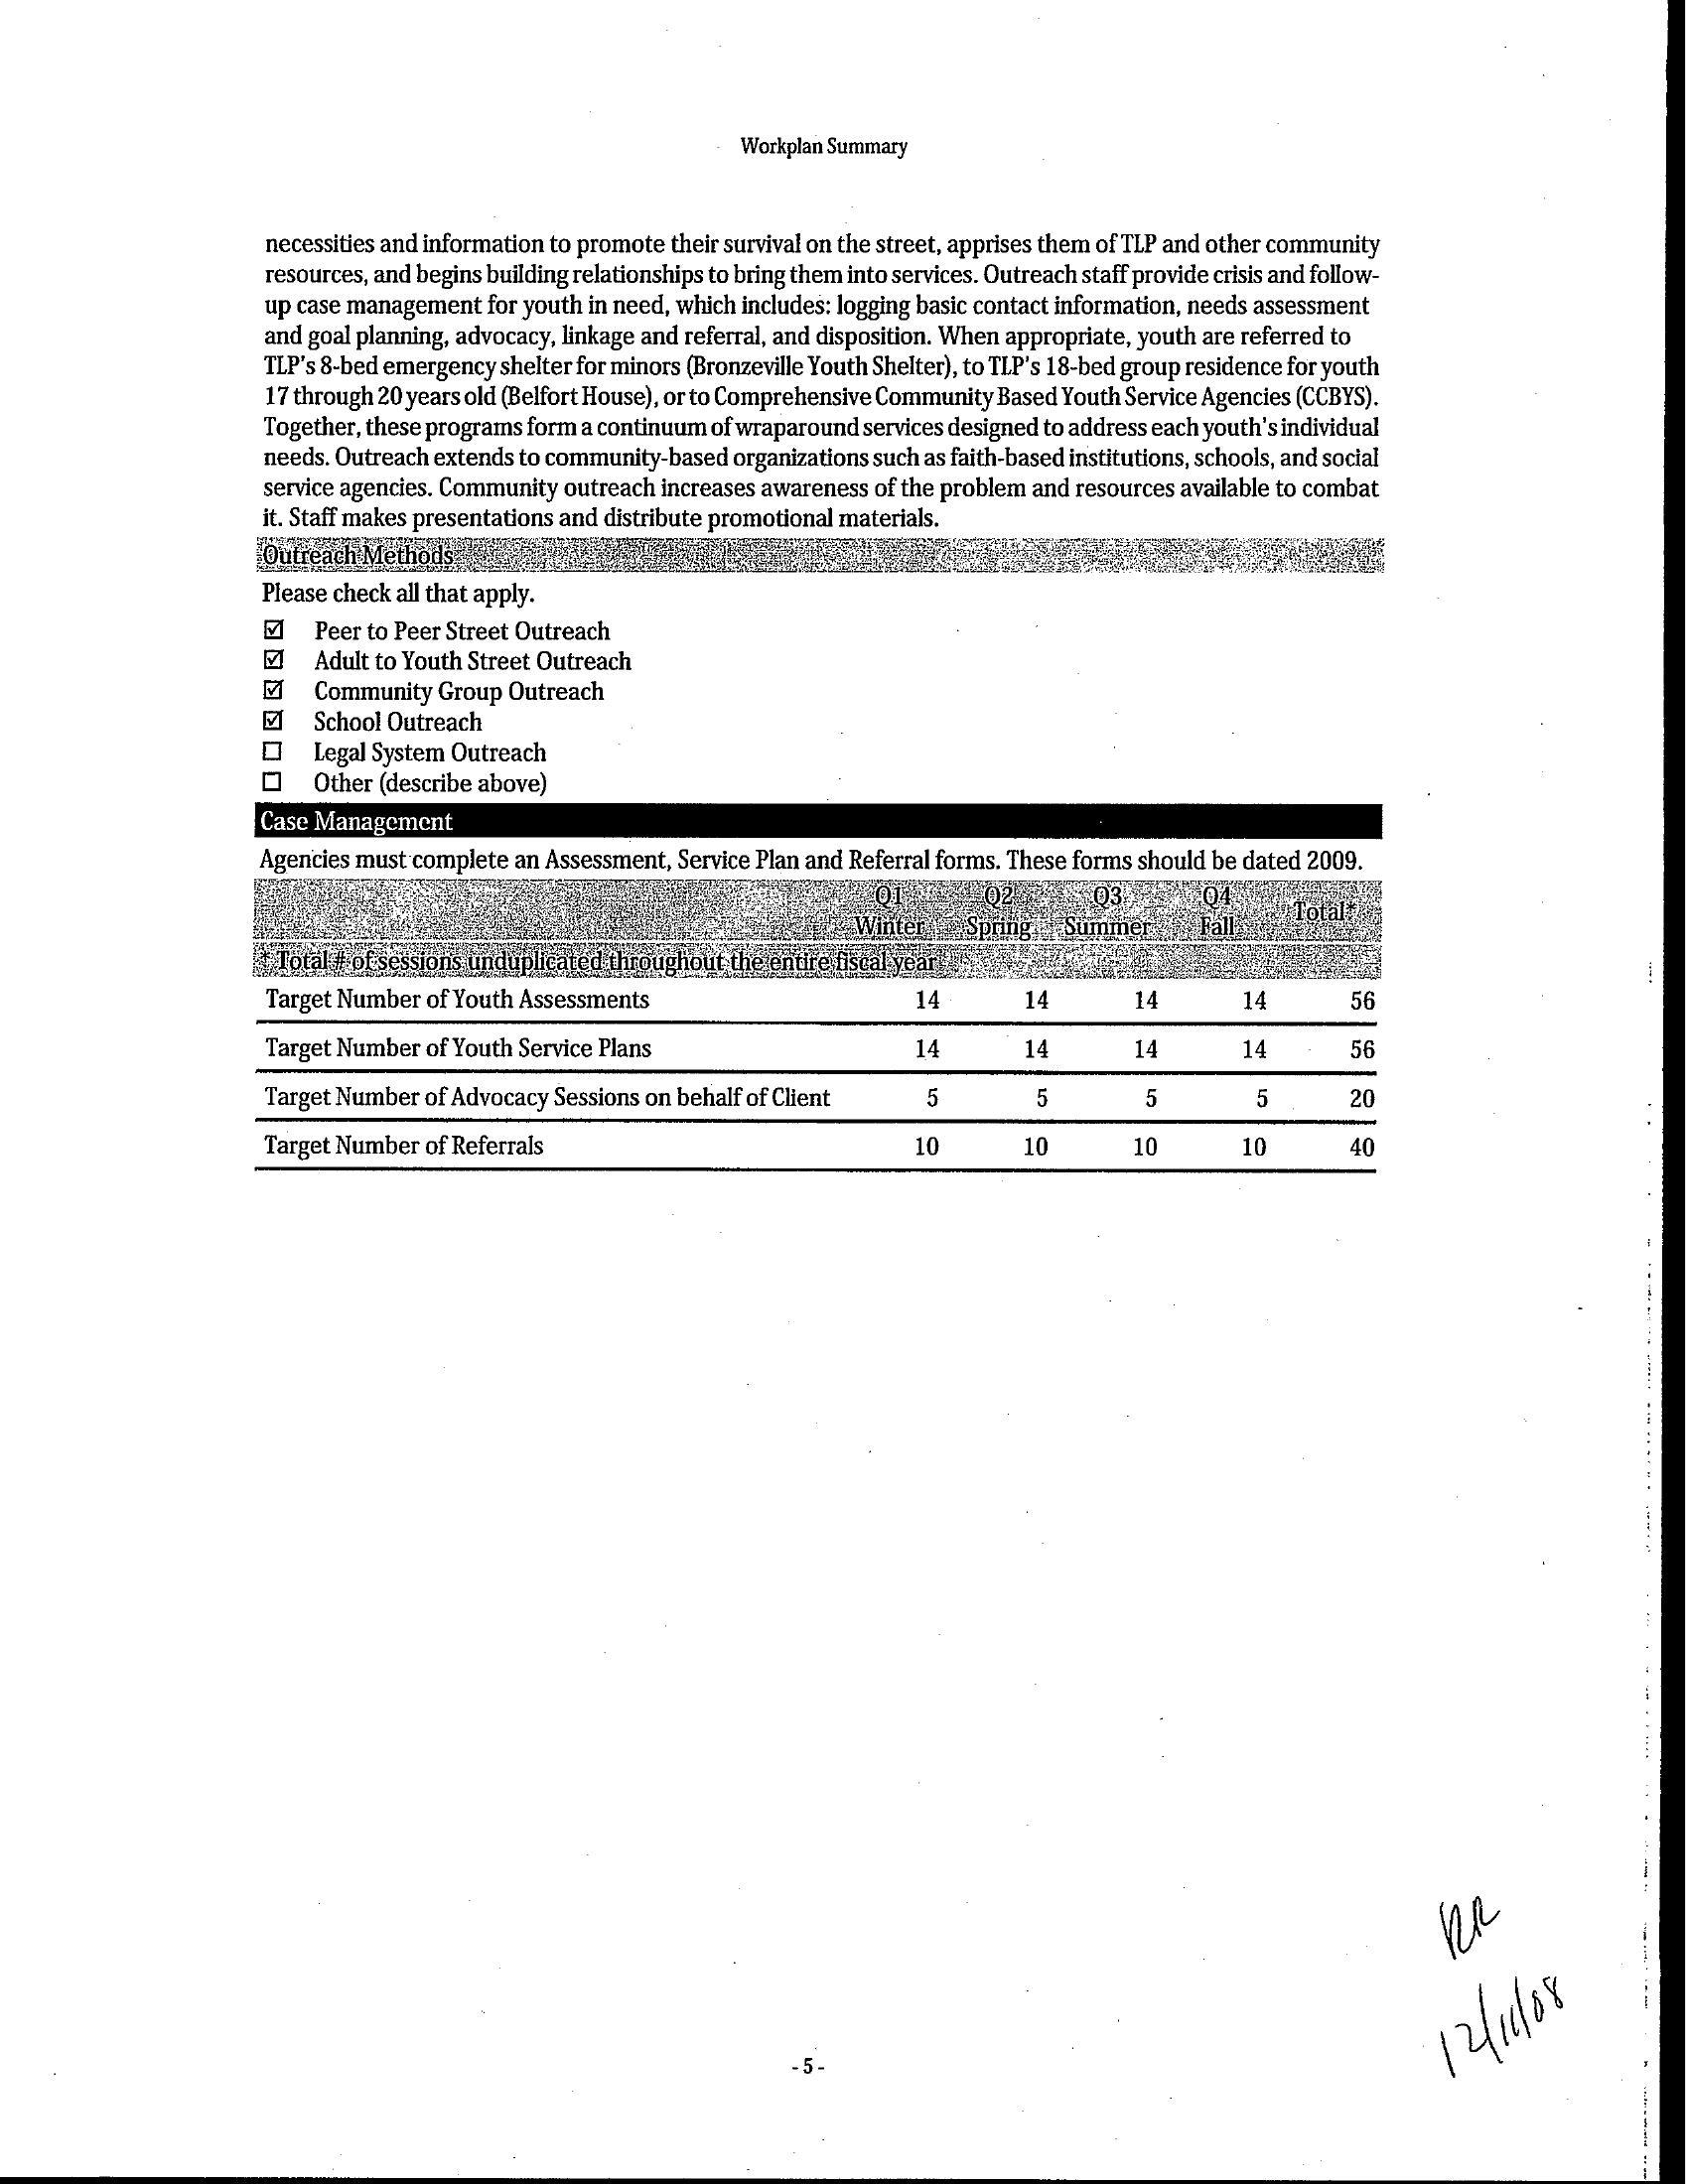 Workplan Summary
necessities and information to promote their survival on the street, apprises them of TLP and other community
resources, and begins building relationships to bring them into services. Outreach staff provide crisis and follow-
up case management for youth in need, which includes: logging basic contact information, needs assessment
and goal planning, advocacy, linkage and referral, and disposition. When appropriate, youth are referred to
TLP's 8-bed emergency shelter for minors (Bronzeville Youth Shelter), to TLP's 18-bed group residence for youth
17 through 20 years old (Belfort House), or to Comprehensive Community Based Youth Service Agencies (CCBYS).
Together, these programs form a continuum of wraparound services designed to address each youth's individual
needs. Outreach extends to community-based organizations such as faith-based institutions, schools, and social
service agencies. Community outreach increases awareness of the problem and resources available to combat
it. Staff makes presentations and distribute promotional materials.
Outreach Methods
Please check all that apply.
☑ Peer to Peer Street Outreach
☑ Adult to Youth Street Outreach
☑ Community Group Outreach
☑ School Outreach
☐ Legal System Outreach
☐ Other (describe above)
Case Management
Agencies must complete an Assessment, Service Plan and Referral forms. These forms should be dated 2009.
Q1 Q2 Q3 Q4 Total*
Winter Spring Summer Fall
* Total # of sessions unduplicated throughout the entire fiscal year
Target Number of Youth Assessments 14 14 14 14 56
Target Number of Youth Service Plans 14 14 14 14 56
Target Number of Advocacy Sessions on behalf of Client 5 5 5 5 20
Target Number of Referrals 10 10 10 10 40
RR
12/11/08
- 5 -